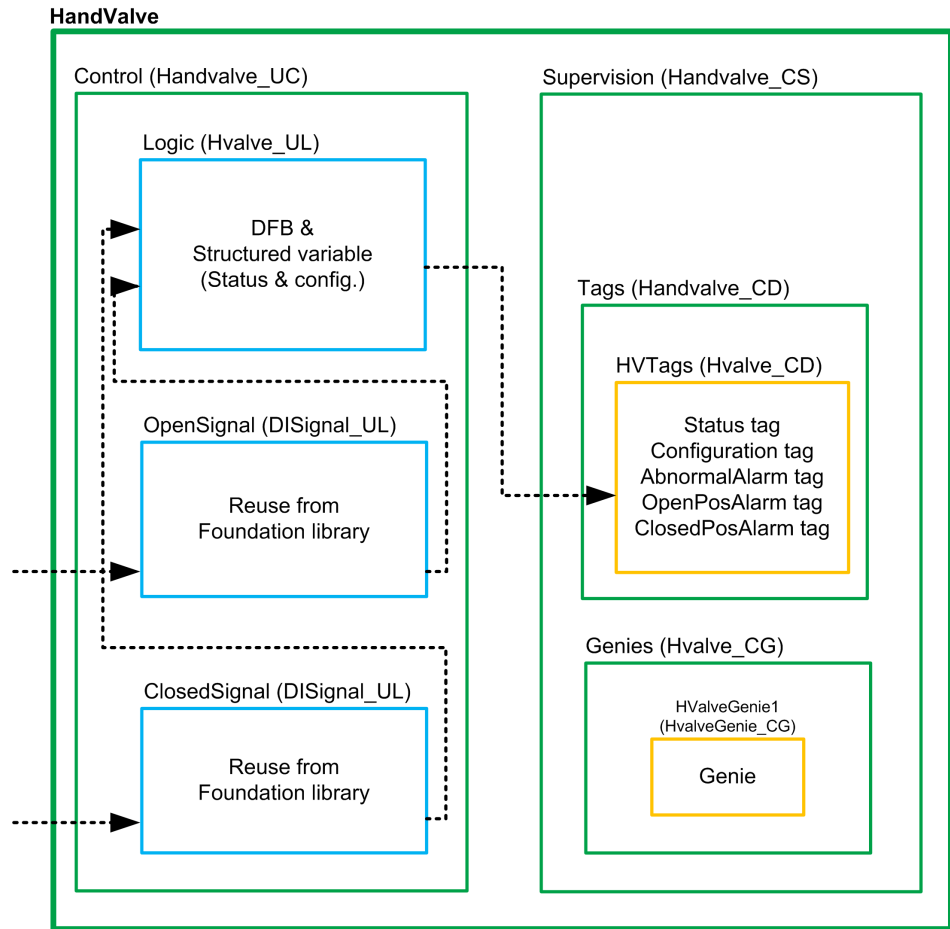 HandValve
Control (Handvalve_UC)
Logic (Hvalve_UL)
DFB &
Structured variable
(Status & config.)
OpenSignal (DISignal_UL)
Reuse from
Foundation library
ClosedSignal (DISignal_UL)
Reuse from
Foundation library
Supervision (Handvalve_CS)
Tags (Handvalve_CD)
HVTags (Hvalve_CD)
Status tag
Configuration tag
AbnormalAlarm tag
OpenPosAlarm tag
ClosedPosAlarm tag
Genies (Hvalve_CG)
HValveGenie1
(HvalveGenie_CG)
Genie